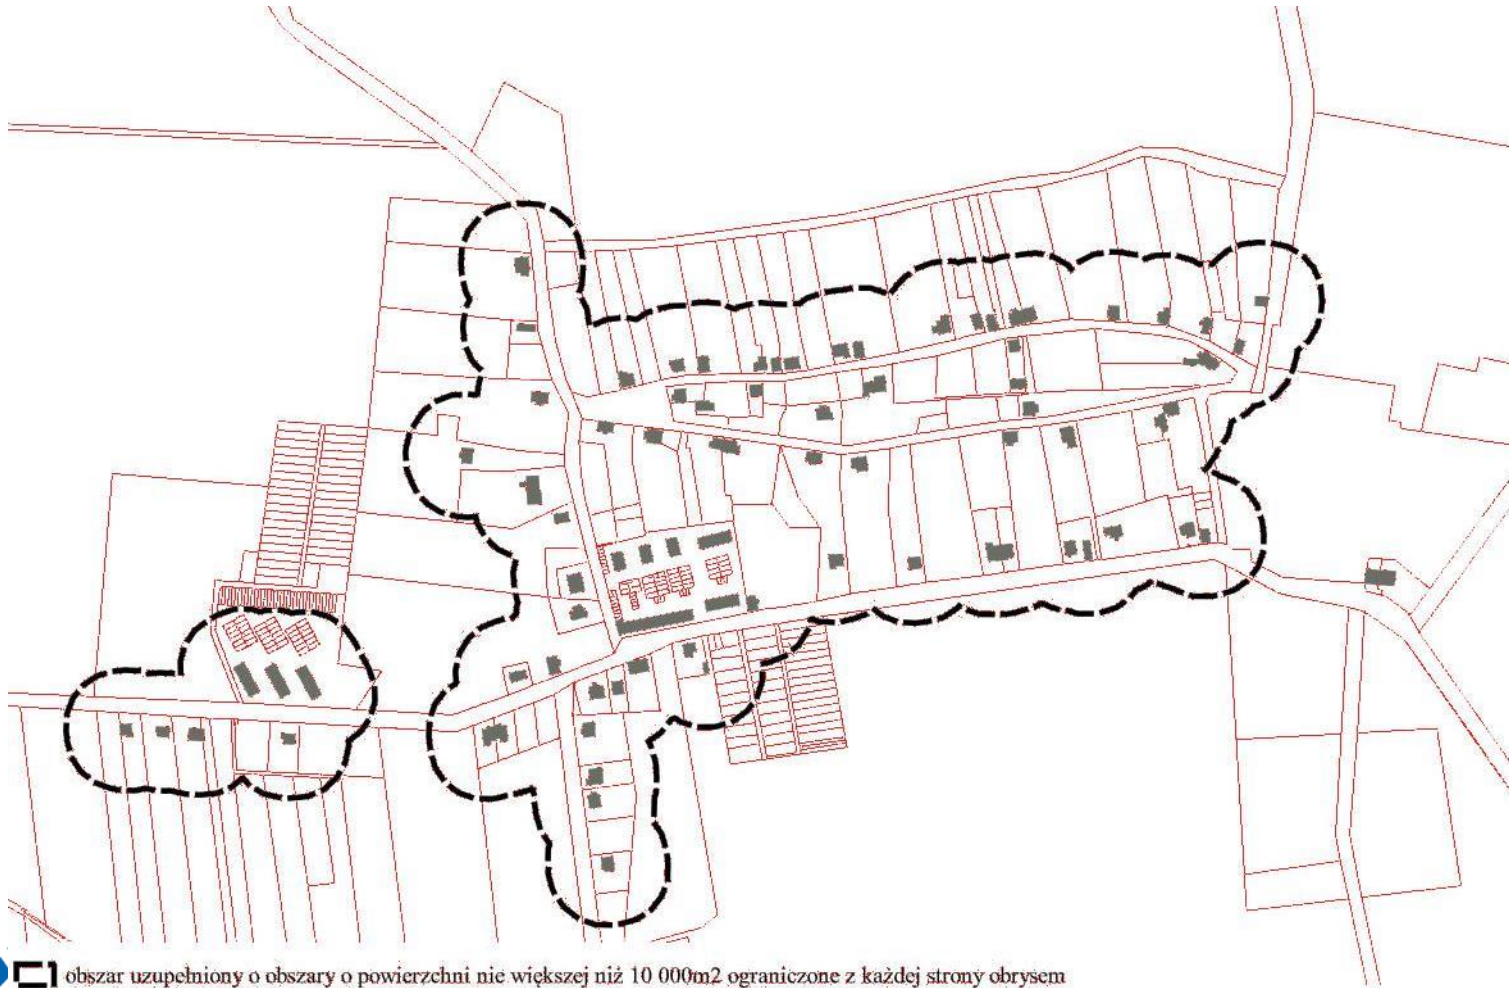 obszar uzupełniony o obszary o powierzchni nie większej niż 10 000m2 ograniczone z każdej strony obrysem